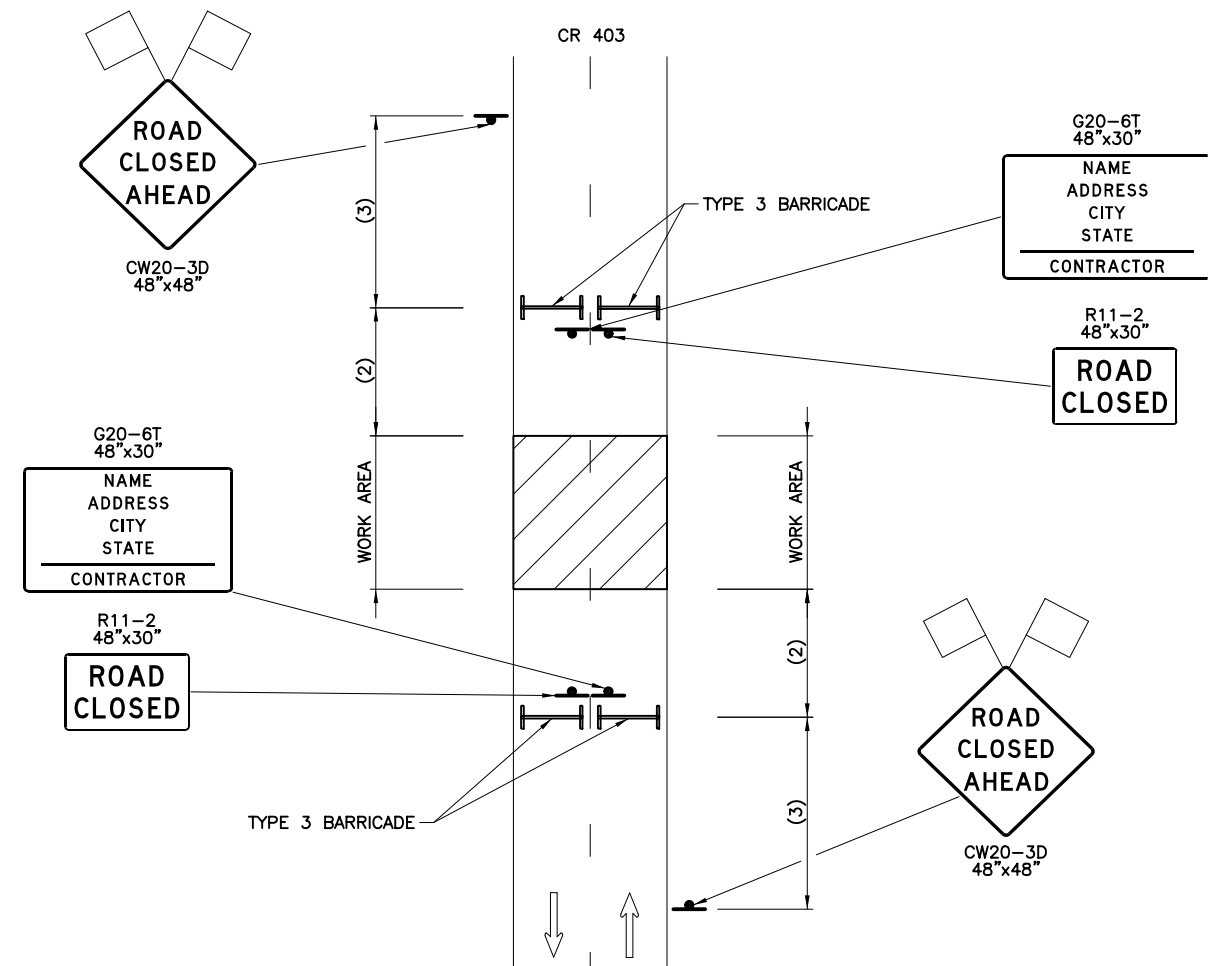 CR 403
ROAD
CLOSED
AHEAD
CW20-3D
48"x48"
(3)
TYPE 3 BARRICADE
G20-6T
48"x30"
NAME
ADDRESS
CITY
STATE
CONTRACTOR
R11-2
48"x30"
ROAD
CLOSED
(2)
WORK AREA
WORK AREA
G20-6T
48"x30"
NAME
ADDRESS
CITY
STATE
CONTRACTOR
R11-2
48"x30"
ROAD
CLOSED
(2)
TYPE 3 BARRICADE
(3)
ROAD
CLOSED
AHEAD
CW20-3D
48"x48"